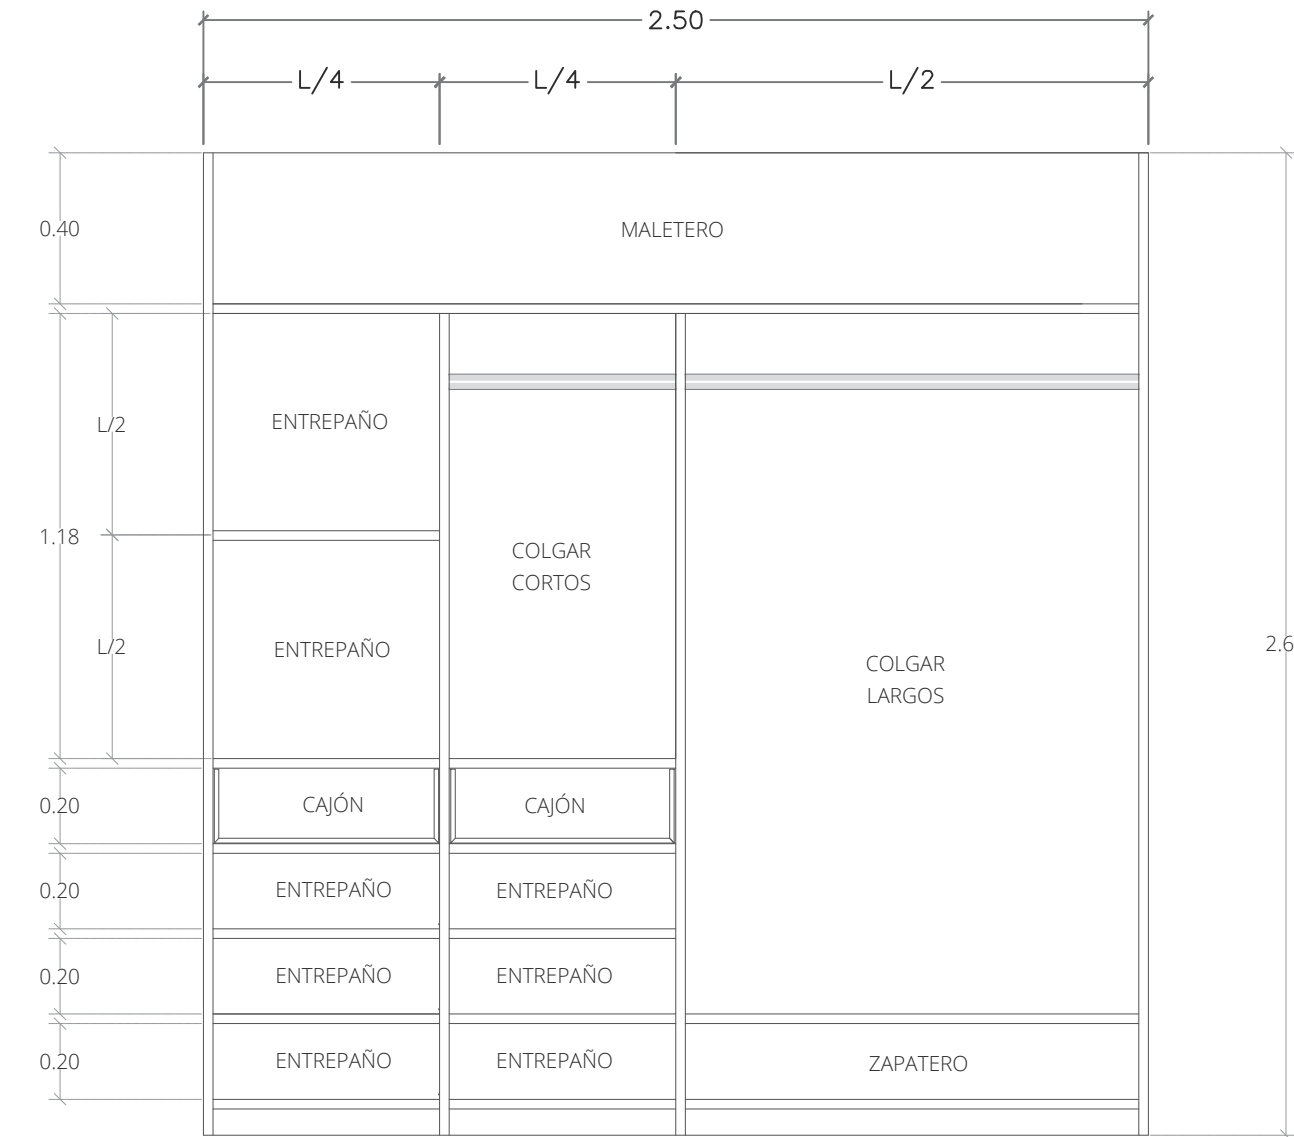 2.50
L/4
L/4
L/2
0.40
MALETERO
L/2
ENTREPAÑO
1.18
COLGAR
CORTOS
L/2
ENTREPAÑO
2.6
COLGAR
LARGOS
0.20
CAJÓN
CAJÓN
0.20
ENTREPAÑO
ENTREPAÑO
0.20
ENTREPAÑO
ENTREPAÑO
0.20
ENTREPAÑO
ENTREPAÑO
ZAPATERO